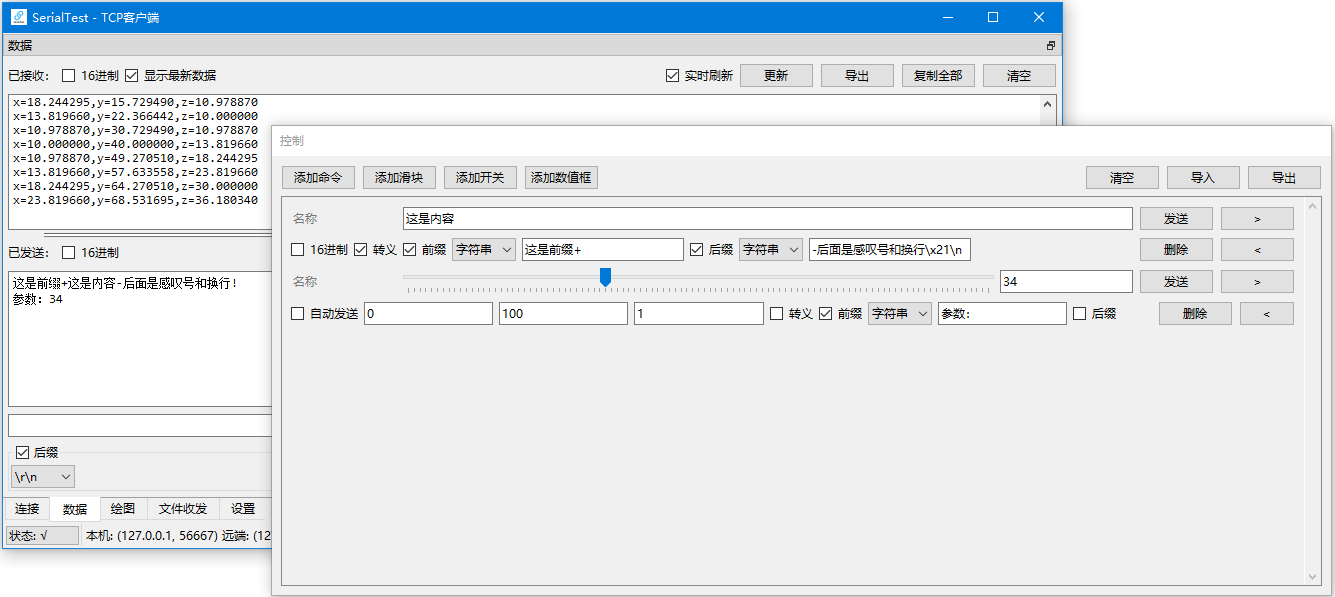 SerialTest - TCP客户端
数据
已接收: 16进制 显示最新数据 实时刷新 更新 导出 复制全部 清空
x=18.244295,y=15.729490,z=10.978870
x=13.819660,y=22.366442,z=10.000000
x=10.978870,y=30.729490,z=10.978870
x=10.000000,y=40.000000,z=13.819660
x=10.978870,y=49.270510,z=18.244295
x=13.819660,y=57.633558,z=23.819660
x=18.244295,y=64.270510,z=30.000000
x=23.819660,y=68.531695,z=36.180340
已发送: 16进制
这是前缀+这是内容-后面是感叹号和换行!
参数: 34
后缀
\r\n
连接 数据 绘图 文件收发 设置
状态: √ 本机: (127.0.0.1, 56667) 远端: (12
控制
添加命令 添加滑块 添加开关 添加数值框 清空 导入 导出
名称 这是内容 发送 >
16进制 转义 前缀 字符串 这是前缀+ 后缀 字符串 -后面是感叹号和换行\x21\n 删除 <
名称 34 发送 >
自动发送 0 100 1 转义 前缀 字符串 参数: 后缀 删除 <